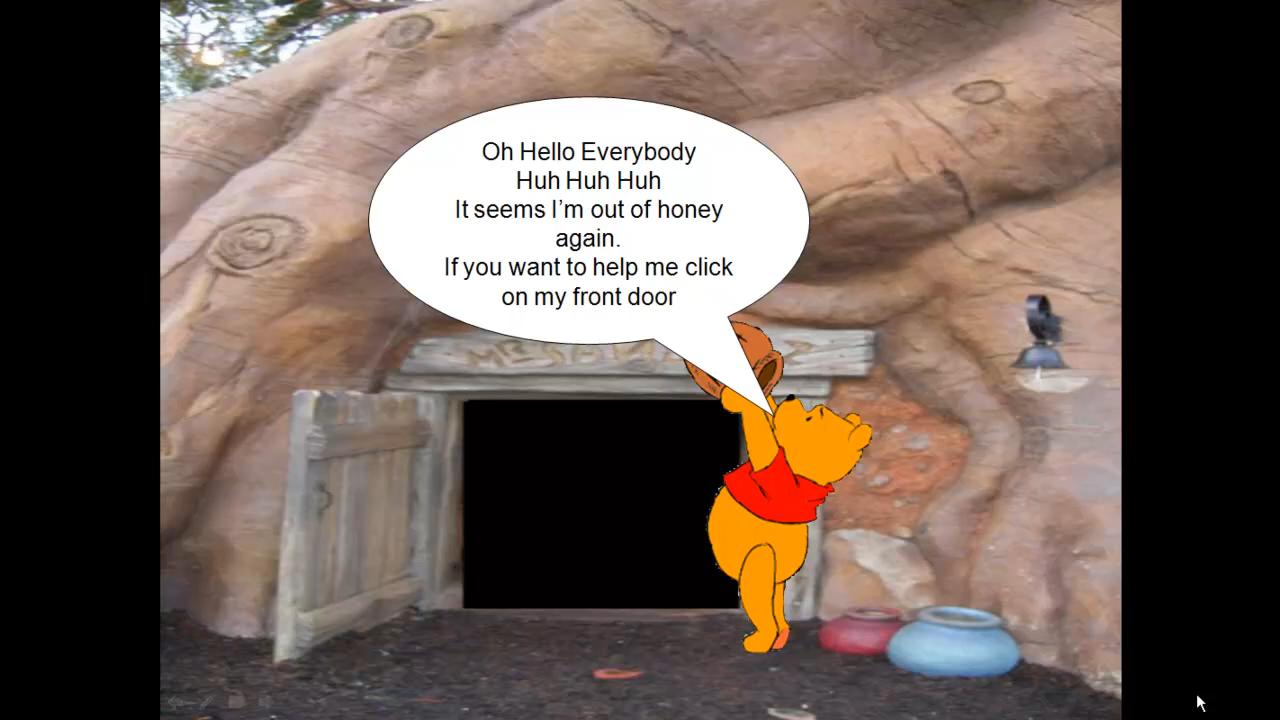 Oh Hello Everybody
Huh Huh Huh
It seems I'm out of honey
again.
If you want to help me click
on my front door